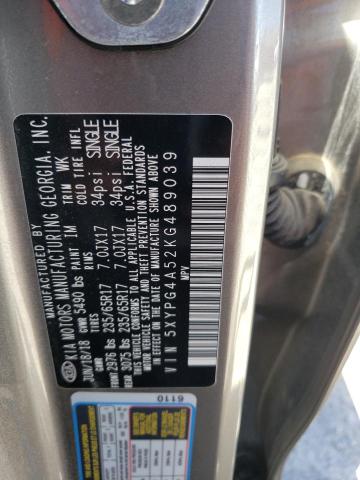 MANUFACTURED BY
KIA MOTORS MANUFACTURING GEORGIA, INC.
KIA
JUN/18/18 GVWR 5490 lbs PAINT IM TRIM WK
TIRES RIMS COLD TIRE INFL
GAWR
FRONT 2976 lbs 235/65R17 7.0JX17 34psi SINGLE
REAR 3075 lbs 235/65R17 7.0JX17 34psi SINGLE
THIS VEHICLE CONFORMS TO ALL APPLICABLE U.S.A. FEDERAL
MOTOR VEHICLE SAFETY, BUMPER, AND THEFT PREVENTION STANDARDS
IN EFFECT ON THE DATE OF MANUFACTURE SHOWN ABOVE
VIN 5XYPG4A52KG489039
MPV
6110